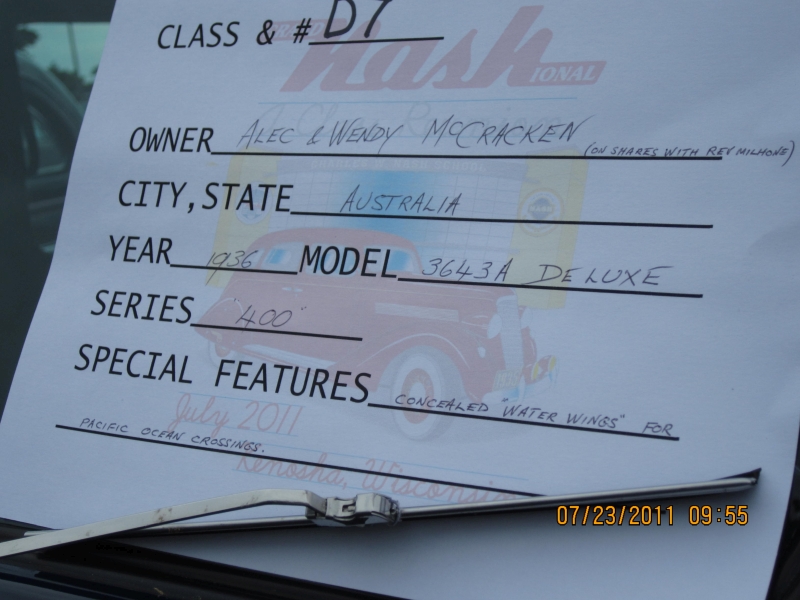 CLASS & # D7
Nash
IONAL
OWNER ALEC & WENDY MCCRACKEN (ON SHARES WITH REV MILHONE)
CITY, STATE AUSTRALIA
YEAR 1936 MODEL 3643A DELUXE
SERIES "400"
SPECIAL FEATURES CONCEALED "WATER WINGS" FOR
PACIFIC OCEAN CROSSINGS.
July 2011
Kenosha, Wisconsin
07/23/2011 09:55